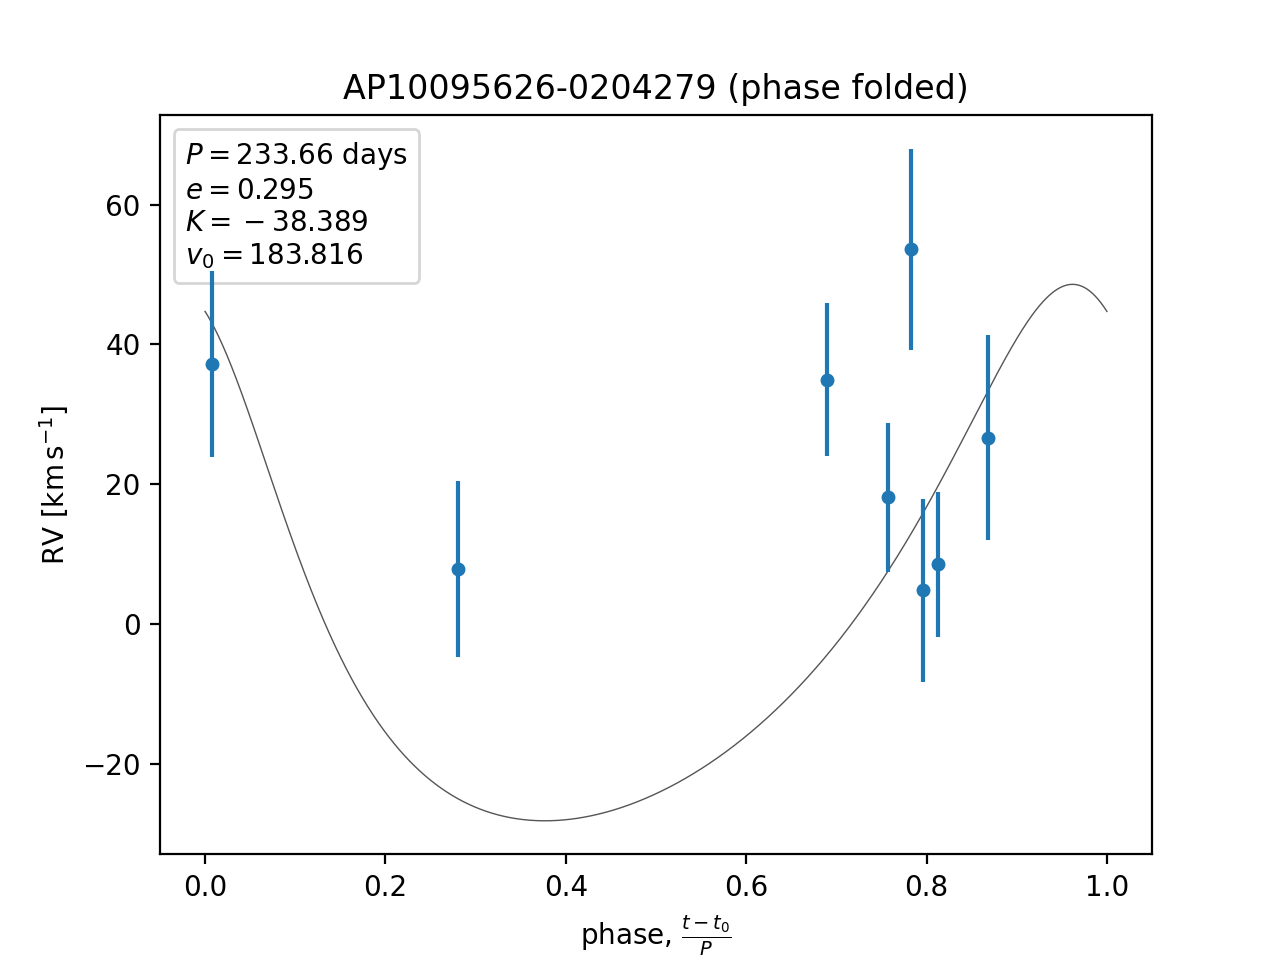 AP10095626-0204279 (phase folded)
P = 233.66 days
e = 0.295
K = −38.389
v₀ = 183.816
60
40
20
0
−20
RV [km s⁻¹]
0.0 0.2 0.4 0.6 0.8 1.0
phase, (t − t₀)/P